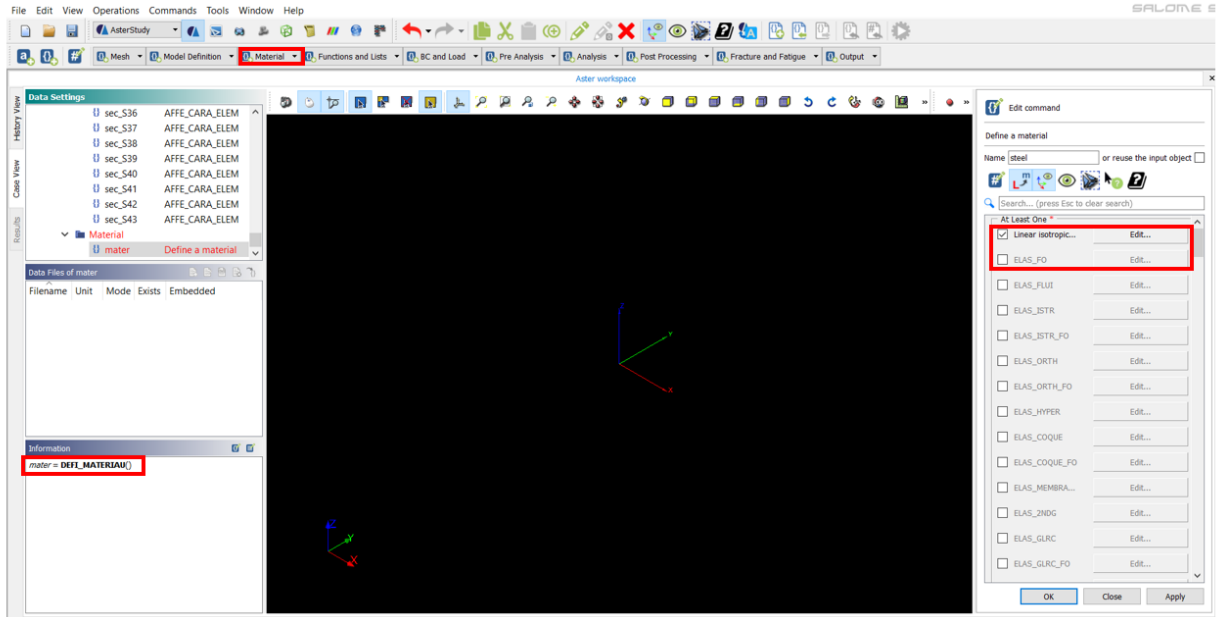 File Edit View Operations Commands Tools Window Help
SALOME
AsterStudy
Mesh Model Definition Material Functions and Lists BC and Load Pre Analysis Analysis Post Processing Fracture and Fatigue Output
Aster workspace
History View
Case View
Results
Data Settings
sec_S36 AFFE_CARA_ELEM
sec_S37 AFFE_CARA_ELEM
sec_S38 AFFE_CARA_ELEM
sec_S39 AFFE_CARA_ELEM
sec_S40 AFFE_CARA_ELEM
sec_S41 AFFE_CARA_ELEM
sec_S42 AFFE_CARA_ELEM
sec_S43 AFFE_CARA_ELEM
Material
mater Define a material
Data Files of mater
Filename Unit Mode Exists Embedded
Information
mater = DEFI_MATERIAU()
Z
Y
X
Z
Y
X
Edit command
Define a material
Name steel or reuse the input object
Search... (press Esc to clear search)
At Least One *
Linear isotropic... Edit...
ELAS_FO Edit...
ELAS_FLUI Edit...
ELAS_ISTR Edit...
ELAS_ISTR_FO Edit...
ELAS_ORTH Edit...
ELAS_ORTH_FO Edit...
ELAS_HYPER Edit...
ELAS_COQUE Edit...
ELAS_COQUE_FO Edit...
ELAS_MEMBRA... Edit...
ELAS_2NDG Edit...
ELAS_GLRC Edit...
ELAS_GLRC_FO Edit...
OK Close Apply